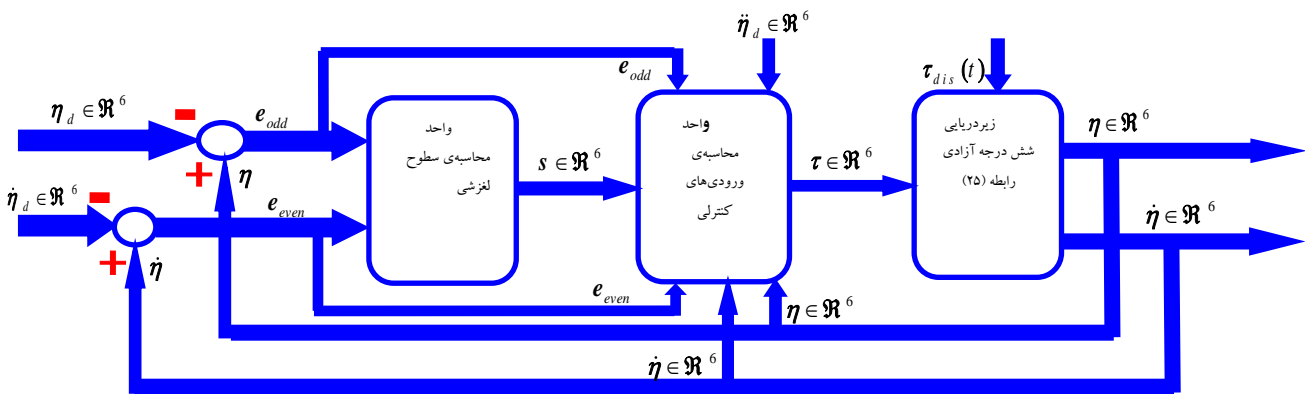 η̈_d ∈ ℜ^6
e_odd
τ_dis (t)
η_d ∈ ℜ^6
-
e_odd
+
η
واحد
محاسبه‌ی سطوح
لغزشی
s ∈ ℜ^6
واحد
محاسبه‌ی
ورودی‌های
کنترلی
τ ∈ ℜ^6
زیردریایی
شش درجه آزادی
رابطه (۲۵)
η ∈ ℜ^6
η̇ ∈ ℜ^6
η̇_d ∈ ℜ^6
-
e_even
+
η̇
e_even
η ∈ ℜ^6
η̇ ∈ ℜ^6